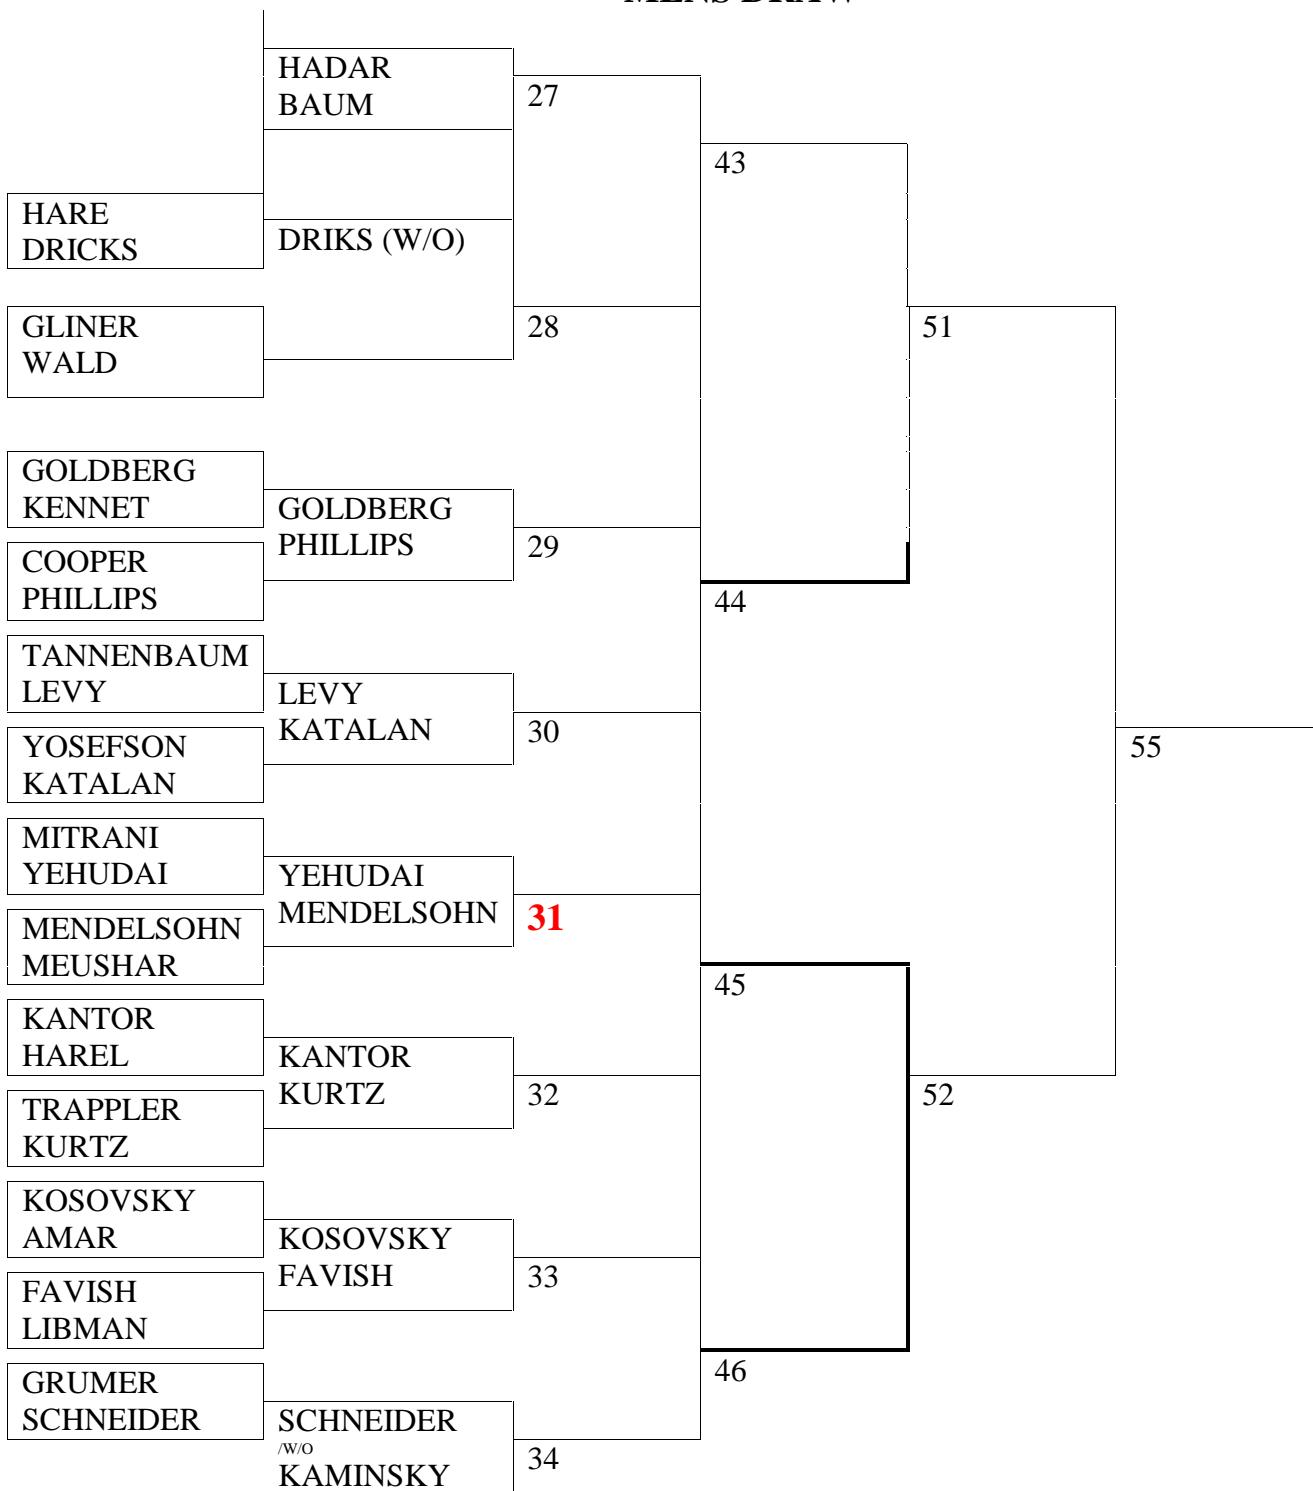 MENS DRAW
HADAR
BAUM
27
43
HARE
DRICKS
DRIKS (W/O)
GLINER
WALD
28
51
GOLDBERG
KENNET
GOLDBERG
PHILLIPS
29
COOPER
PHILLIPS
44
TANNENBAUM
LEVY
LEVY
KATALAN
30
YOSEFSON
KATALAN
55
MITRANI
YEHUDAI
YEHUDAI
MENDELSOHN
31
MENDELSOHN
MEUSHAR
45
KANTOR
HAREL
KANTOR
KURTZ
32
52
TRAPPLER
KURTZ
KOSOVSKY
AMAR
KOSOVSKY
FAVISH
33
FAVISH
LIBMAN
46
GRUMER
SCHNEIDER
SCHNEIDER
/W/O
KAMINSKY
34